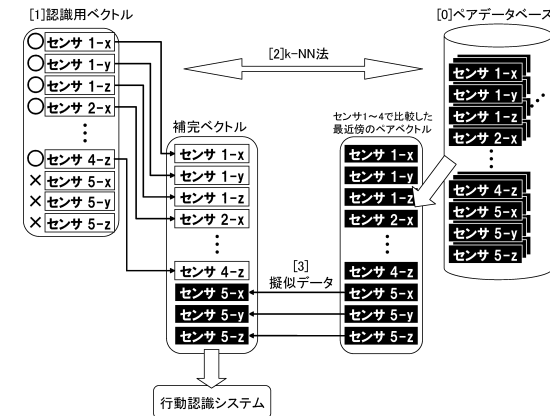 [1]認識用ベクトル
○ センサ 1-x
○ センサ 1-y
○ センサ 1-z
○ センサ 2-x
⋮
○ センサ 4-z
× センサ 5-x
× センサ 5-y
× センサ 5-z
[2]k-NN法
補完ベクトル
センサ 1-x
センサ 1-y
センサ 1-z
センサ 2-x
⋮
センサ 4-z
センサ 5-x
センサ 5-y
センサ 5-z
[3]
擬似データ
センサ1~4で比較した
最近傍のペアベクトル
センサ 1-x
センサ 1-y
センサ 1-z
センサ 2-x
⋮
センサ 4-z
センサ 5-x
センサ 5-y
センサ 5-z
[0]ペアデータベース
センサ 1-x
センサ 1-y
センサ 1-z
センサ 2-x
⋮
センサ 4-z
センサ 5-x
センサ 5-y
センサ 5-z
行動認識システム